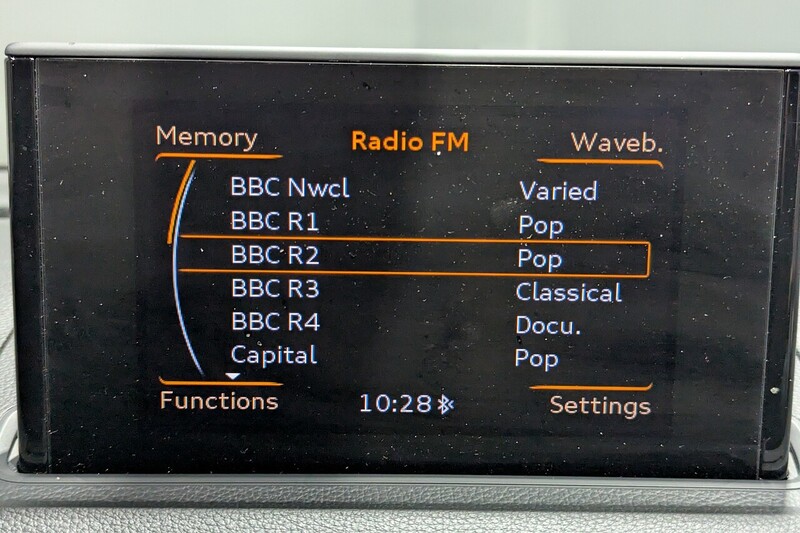 Memory Radio FM Waveb.
BBC Nwcl Varied
BBC R1 Pop
BBC R2 Pop
BBC R3 Classical
BBC R4 Docu.
Capital Pop
Functions 10:28 Settings